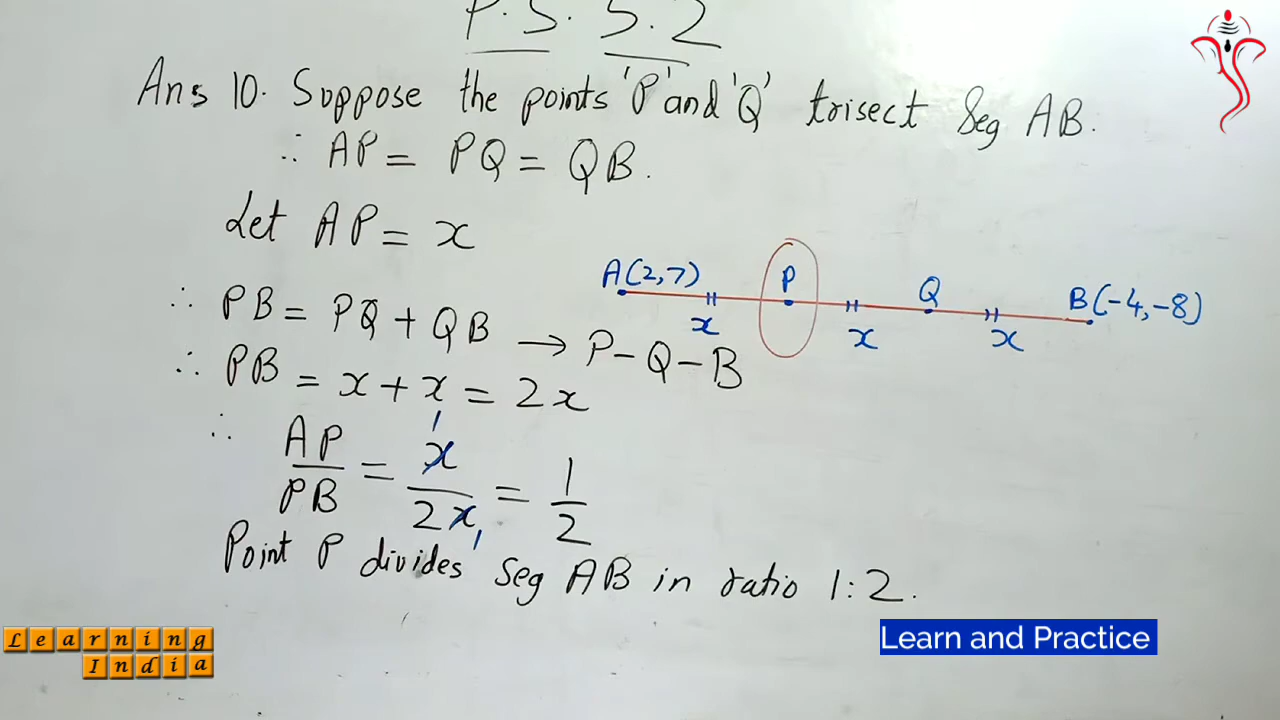 P.S. 5.2
Ans 10. Suppose the points 'P' and 'Q' trisect seg AB.
∴ AP = PQ = QB.
Let AP = x
∴ PB = PQ + QB → P-Q-B
∴ PB = x + x = 2x
A(2,7) P Q B(-4,-8)
x x x
∴ AP/PB = x/2x = 1/2
1
1
Point P divides seg AB in ratio 1:2.
Learning
India
Learn and Practice